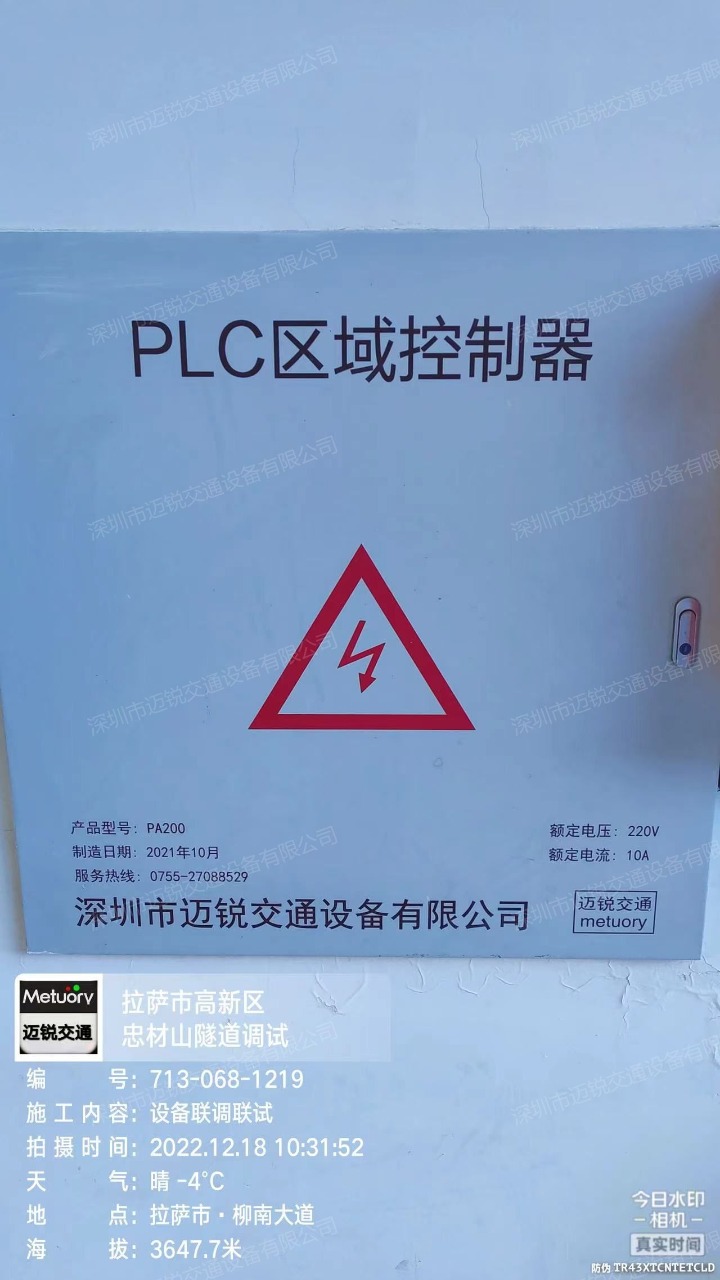 深圳市迈锐交通设备有限公司
PLC区域控制器
产品型号：PA200
制造日期：2021年10月
服务热线：0755-27088529
额定电压：220V
额定电流：10A
深圳市迈锐交通设备有限公司
迈锐交通
metuory
Metuory
迈锐交通
拉萨市高新区
忠材山隧道调试
编号：713-068-1219
施工内容：设备联调联试
拍摄时间：2022.12.18 10:31:52
天气：晴 -4℃
地点：拉萨市·柳南大道
海拔：3647.7米
今日水印
-相机-
真实时间
防伪 TR43XTCNTETCLD